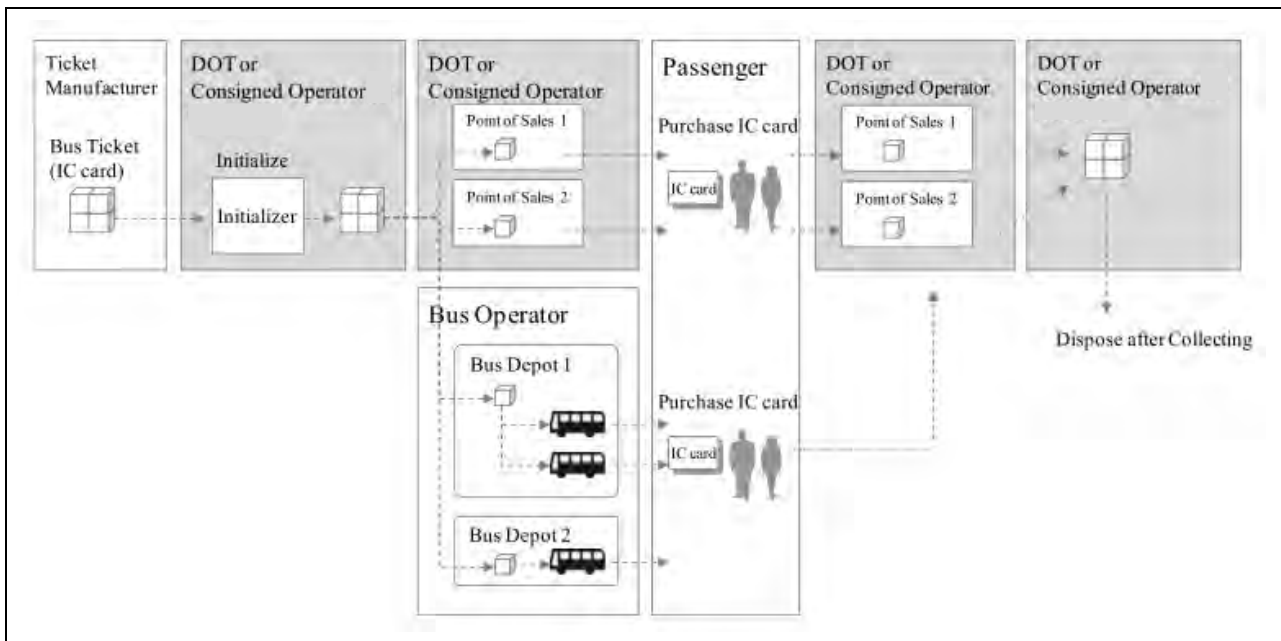 Ticket
Manufacturer
Bus Ticket
(IC card)
DOT or
Consigned Operator
Initialize
Initializer
DOT or
Consigned Operator
Point of Sales 1
Point of Sales 2
Bus Operator
Bus Depot 1
Bus Depot 2
Passenger
Purchase IC card
IC card
Purchase IC card
IC card
DOT or
Consigned Operator
Point of Sales 1
Point of Sales 2
DOT or
Consigned Operator
Dispose after Collecting